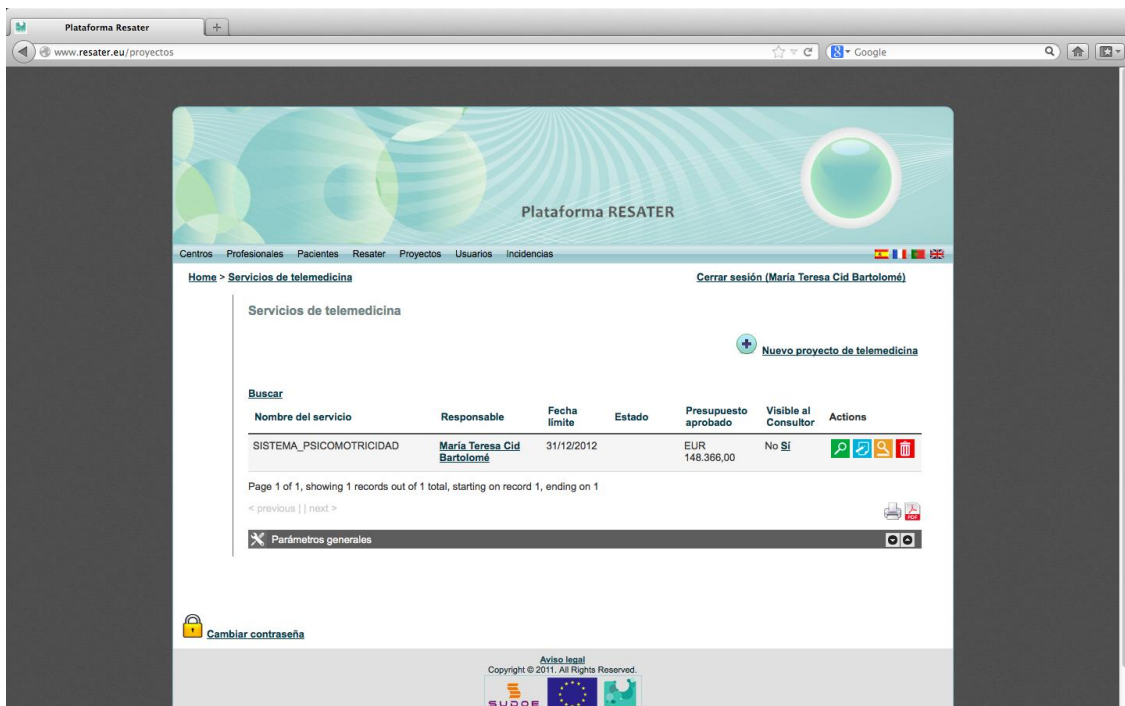 Plataforma Resater
www.resater.eu/proyectos
Google
Plataforma RESATER
Centros Profesionales Pacientes Resater Proyectos Usuarios Incidencias
Home > Servicios de telemedicina
Cerrar sesión (María Teresa Cid Bartolomé)
Servicios de telemedicina
Nuevo proyecto de telemedicina
Buscar
Nombre del servicio Responsable Fecha límite Estado Presupuesto aprobado Visible al Consultor Actions
SISTEMA_PSICOMOTRICIDAD María Teresa Cid Bartolomé 31/12/2012 EUR 148.366,00 No Sí
Page 1 of 1, showing 1 records out of 1 total, starting on record 1, ending on 1
< previous | | next >
PDF
Parámetros generales
Cambiar contraseña
Aviso legal
Copyright © 2011. All Rights Reserved.
SUDOE